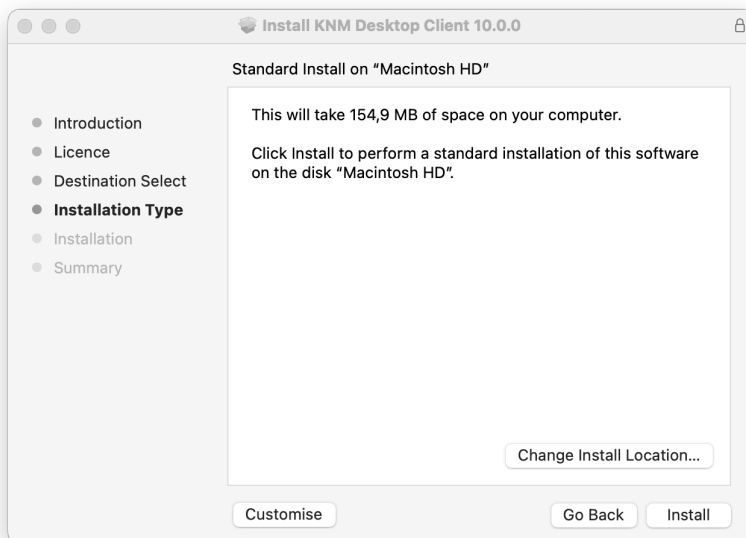 Install KNM Desktop Client 10.0.0
Standard Install on “Macintosh HD”
Introduction
Licence
Destination Select
Installation Type
Installation
Summary
This will take 154,9 MB of space on your computer.
Click Install to perform a standard installation of this software
on the disk “Macintosh HD”.
Change Install Location...
Customise
Go Back
Install